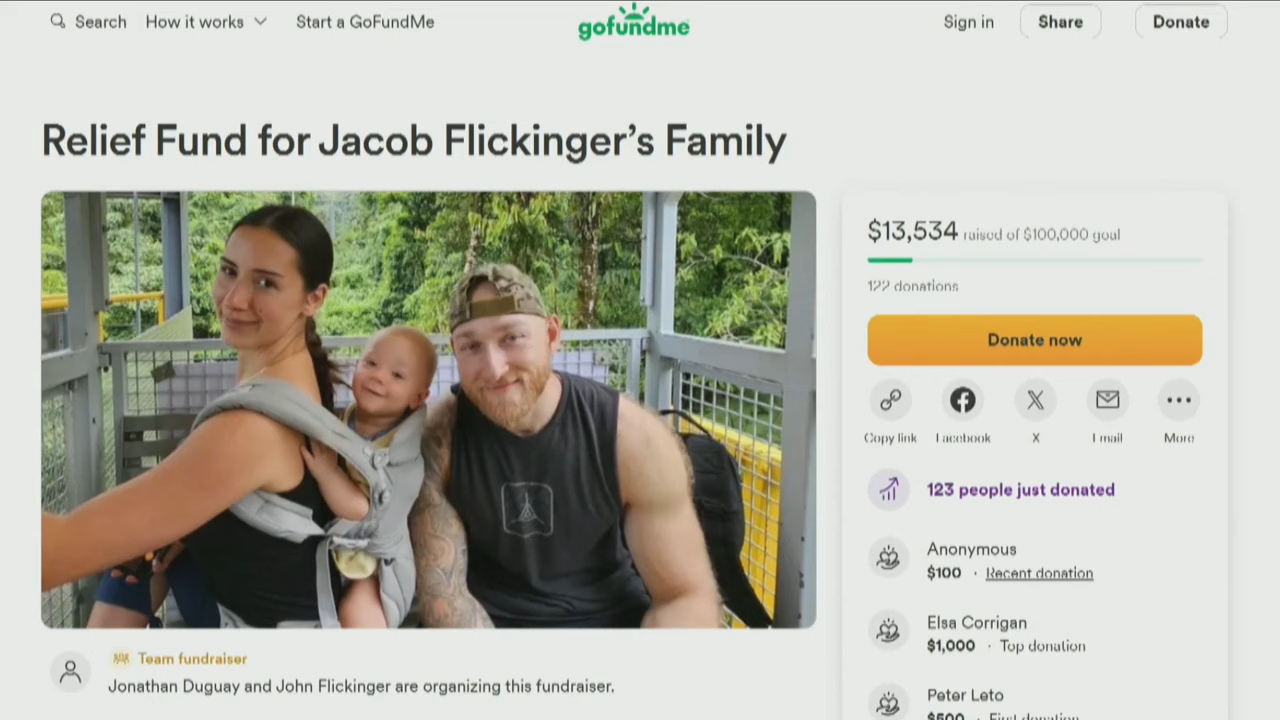 Search How it works Start a GoFundMe gofundme Sign in Share Donate
Relief Fund for Jacob Flickinger's Family
$13,534 raised of $100,000 goal
122 donations
Donate now
Copy link Facebook X Email More
123 people just donated
Anonymous
$100 · Recent donation
Elsa Corrigan
$1,000 · Top donation
Peter Leto
$500 · First donation
Team fundraiser
Jonathan Duguay and John Flickinger are organizing this fundraiser.